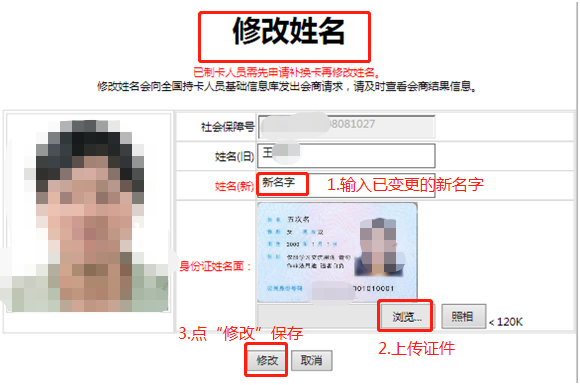 修改姓名
已制卡人员需先申请补换卡再修改姓名。
修改姓名会向全国持卡人员基础信息库发出会商请求，请及时查看会商结果信息。
社会保障号 8081027
姓名(旧) 王
姓名(新) 新名字 1.输入已变更的新名字
身份证姓名面：
浏览... 照相 < 120K
3.点“修改”保存
2.上传证件
修改 取消